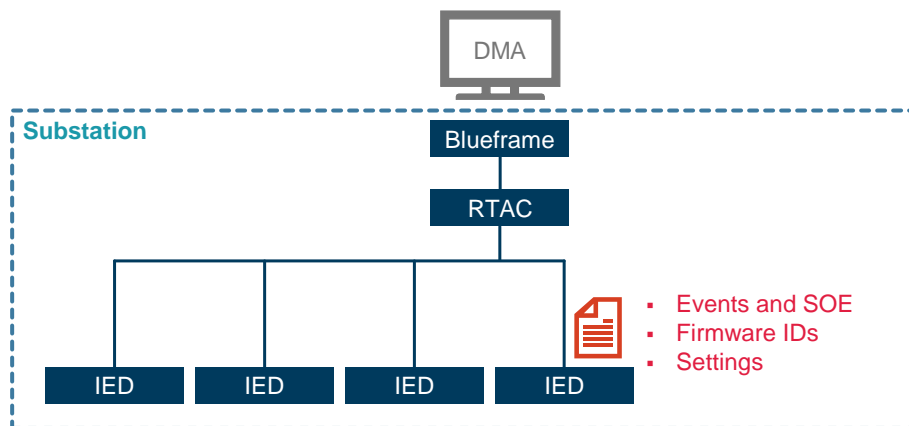 DMA
Substation
Blueframe
RTAC
▪ Events and SOE
▪ Firmware IDs
▪ Settings
IED
IED
IED
IED